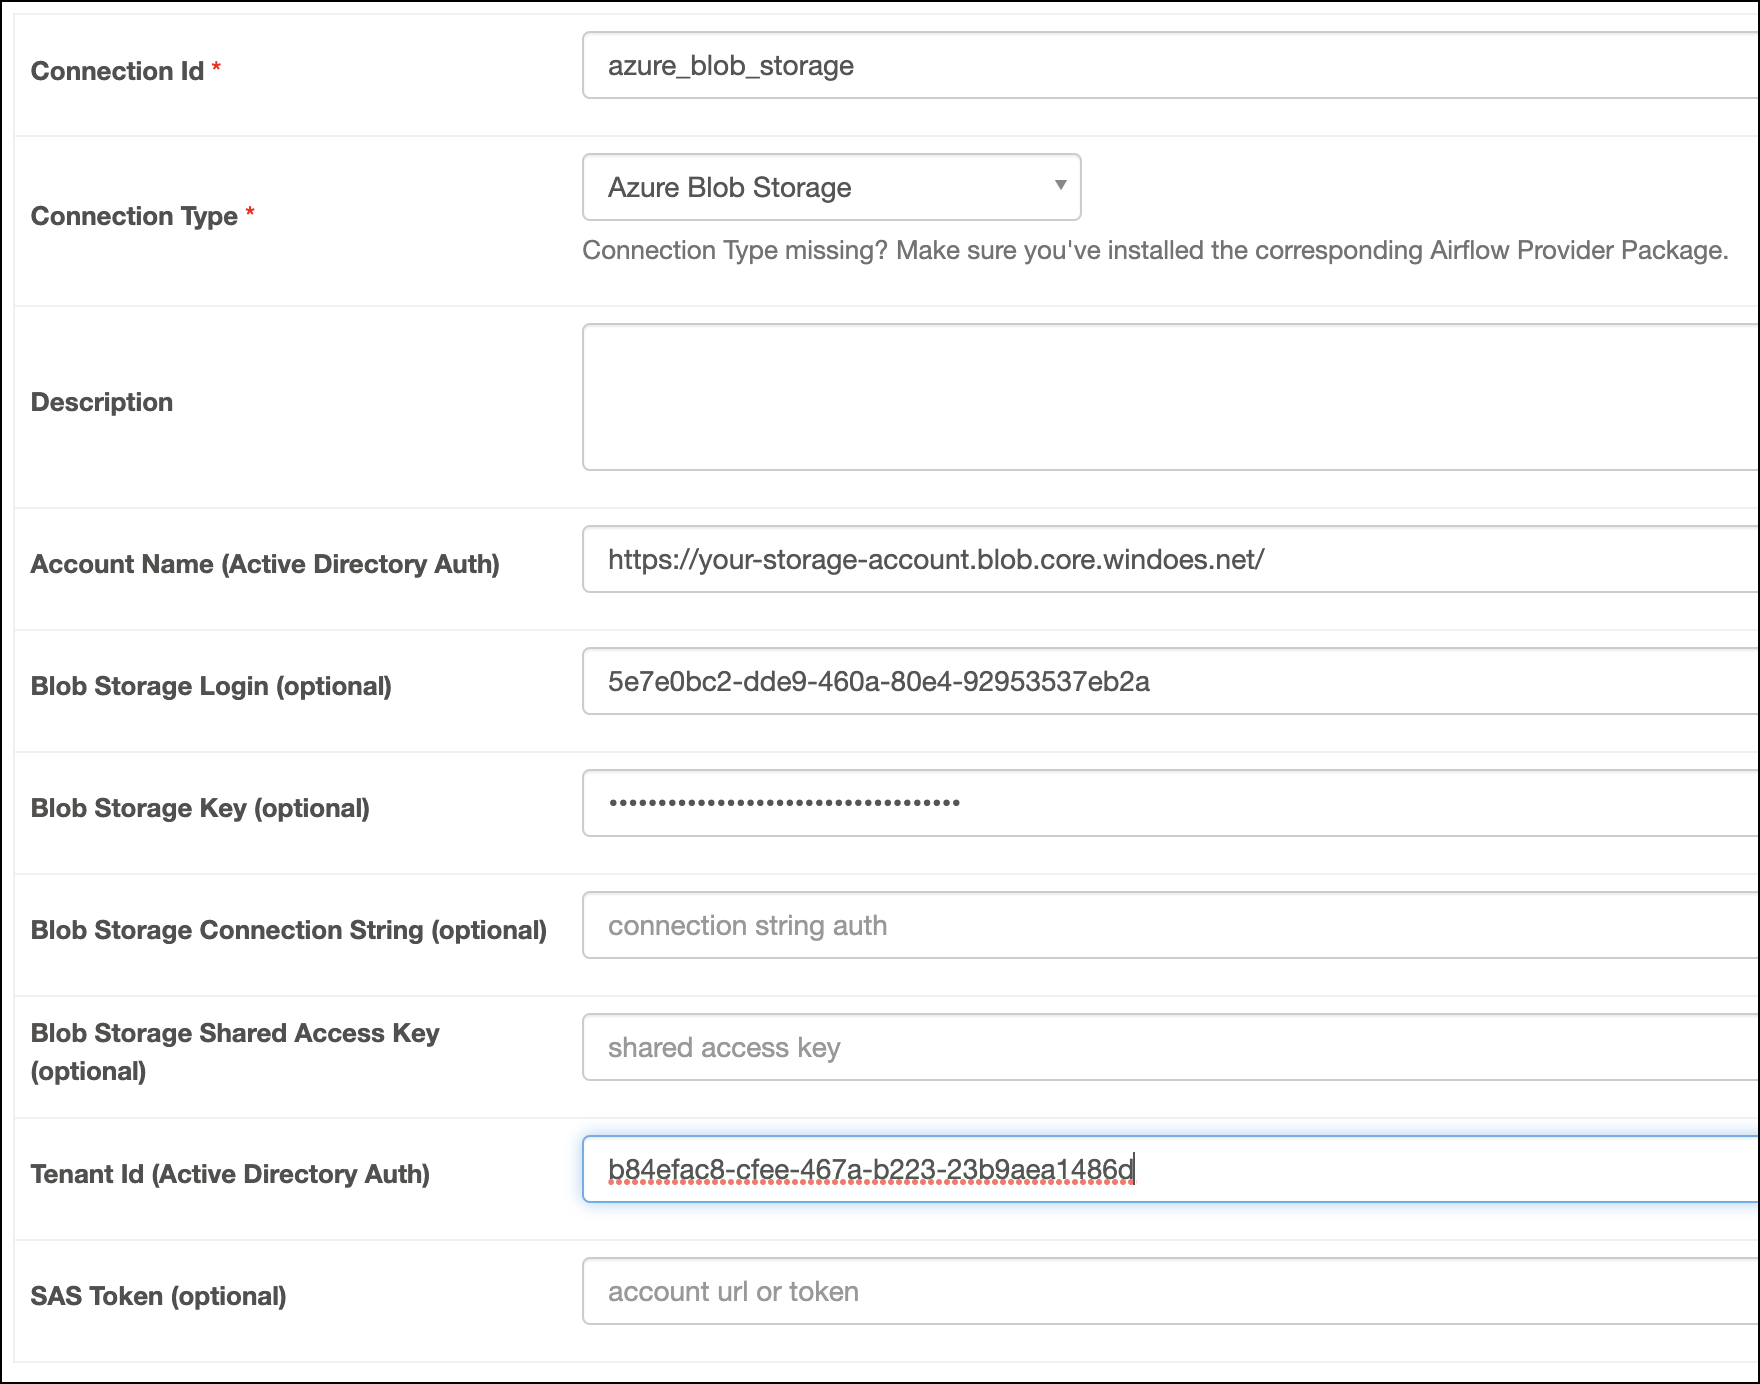 Connection Id *
azure_blob_storage
Connection Type *
Azure Blob Storage
Connection Type missing? Make sure you've installed the corresponding Airflow Provider Package.
Description
Account Name (Active Directory Auth)
https://your-storage-account.blob.core.windoes.net/
Blob Storage Login (optional)
5e7e0bc2-dde9-460a-80e4-92953537eb2a
Blob Storage Key (optional)
••••••••••••••••••••••••••••••••••••
Blob Storage Connection String (optional)
connection string auth
Blob Storage Shared Access Key
(optional)
shared access key
Tenant Id (Active Directory Auth)
b84efac8-cfee-467a-b223-23b9aea1486d
SAS Token (optional)
account url or token